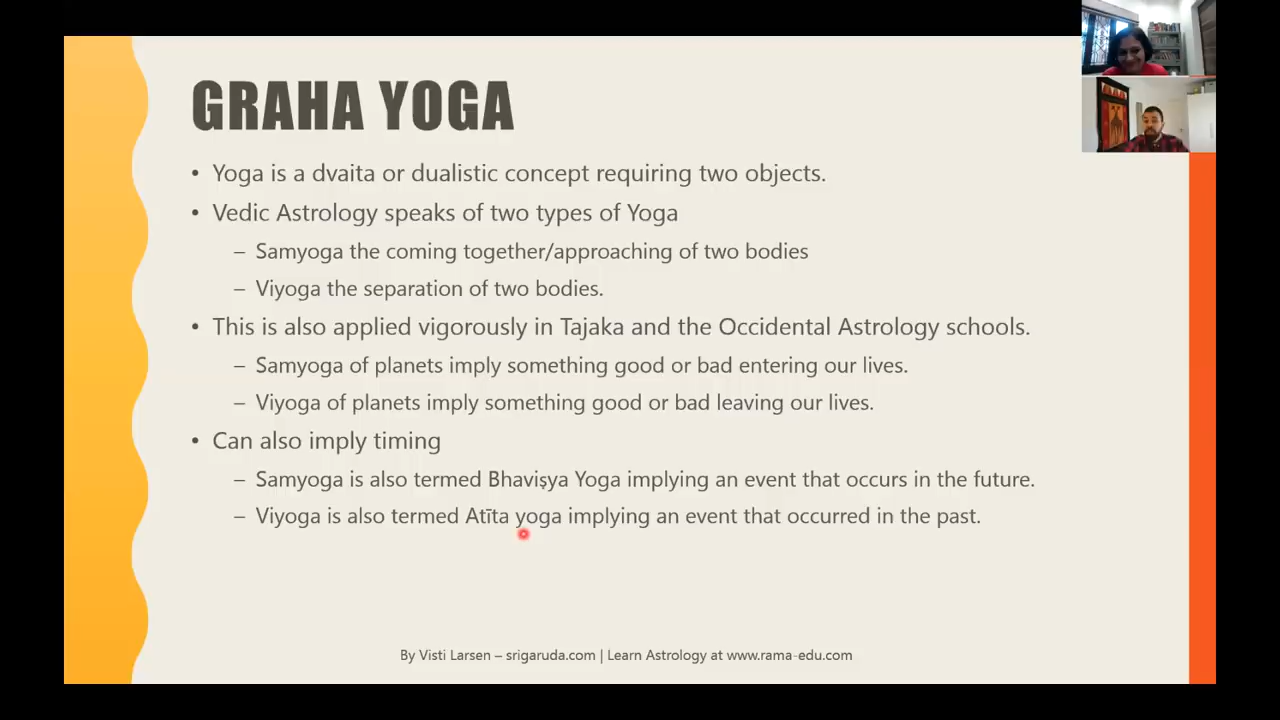 GRAHA YOGA
• Yoga is a dvaita or dualistic concept requiring two objects.
• Vedic Astrology speaks of two types of Yoga
– Samyoga the coming together/approaching of two bodies
– Viyoga the separation of two bodies.
• This is also applied vigorously in Tajaka and the Occidental Astrology schools.
– Samyoga of planets imply something good or bad entering our lives.
– Viyoga of planets imply something good or bad leaving our lives.
• Can also imply timing
– Samyoga is also termed Bhaviṣya Yoga implying an event that occurs in the future.
– Viyoga is also termed Atīta yoga implying an event that occurred in the past.
By Visti Larsen – srigaruda.com | Learn Astrology at www.rama-edu.com